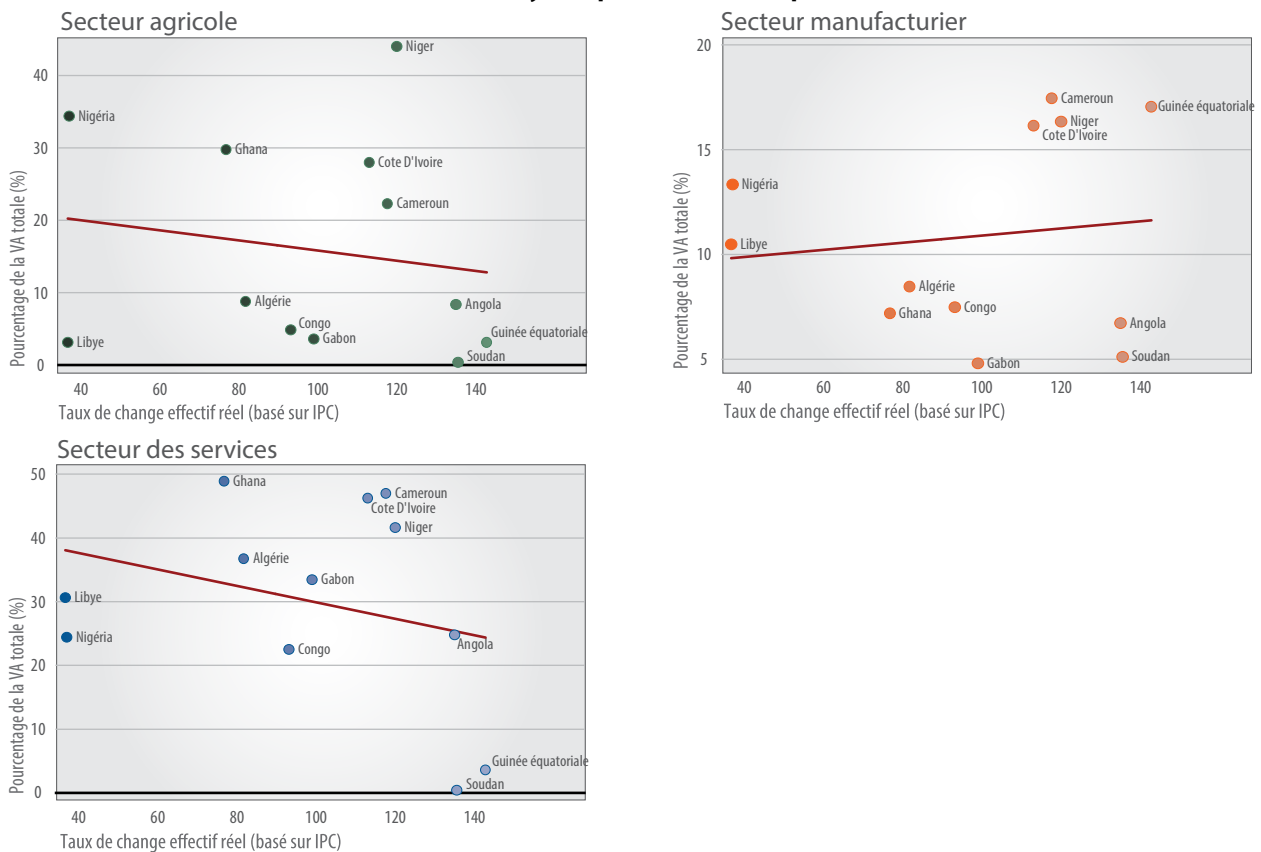 Secteur agricole
Pourcentage de la VA totale (%)
40
30
20
10
0
Niger
Nigéria
Ghana
Cote D'Ivoire
Cameroun
Algérie
Angola
Congo
Gabon
Guinée équatoriale
Libye
Soudan
40 60 80 100 120 140
Taux de change effectif réel (basé sur IPC)
Secteur manufacturier
Pourcentage de la VA totale (%)
20
15
10
5
Cameroun
Guinée équatoriale
Niger
Cote D'Ivoire
Nigéria
Libye
Algérie
Ghana
Congo
Angola
Soudan
Gabon
40 60 80 100 120 140
Taux de change effectif réel (basé sur IPC)
Secteur des services
Pourcentage de la VA totale (%)
50
40
30
20
10
0
Ghana
Cameroun
Cote D'Ivoire
Niger
Algérie
Gabon
Libye
Nigéria
Angola
Congo
Guinée équatoriale
Soudan
40 60 80 100 120 140
Taux de change effectif réel (basé sur IPC)